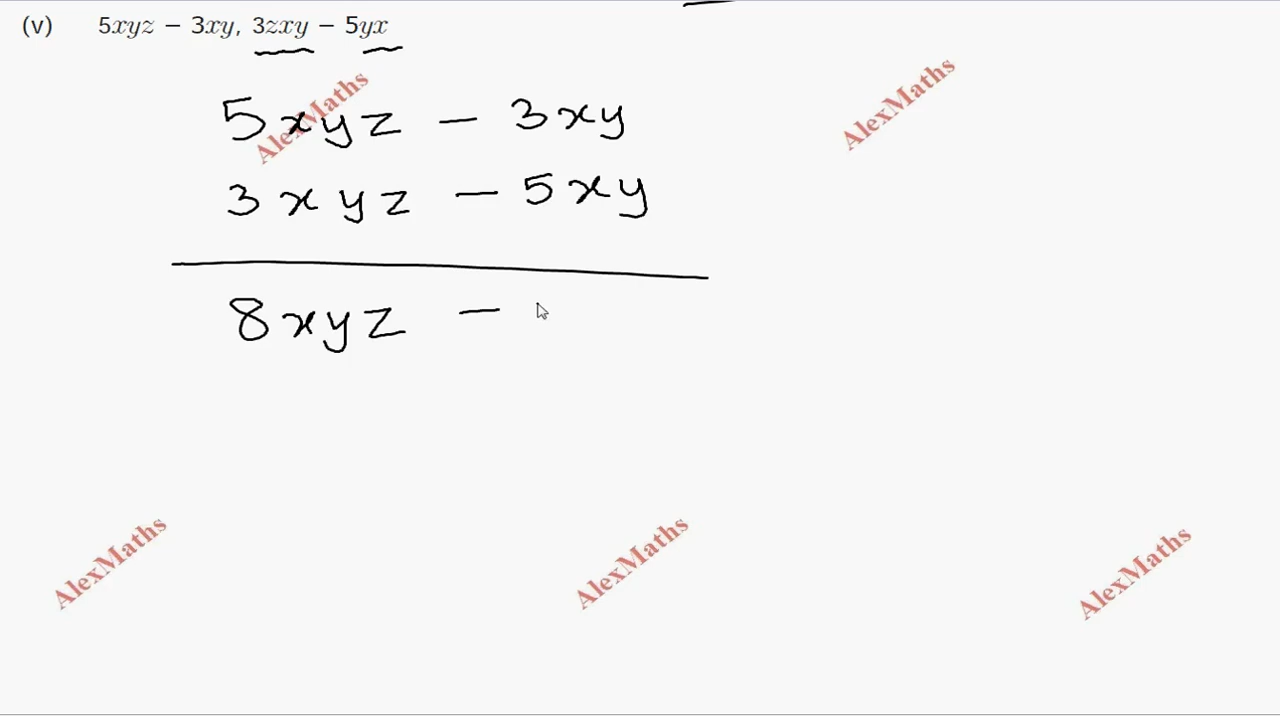 (v) 5xyz − 3xy, 3zxy − 5yx
AlexMaths
AlexMaths
5xyz − 3xy
3xyz − 5xy
8xyz −
AlexMaths
AlexMaths
AlexMaths